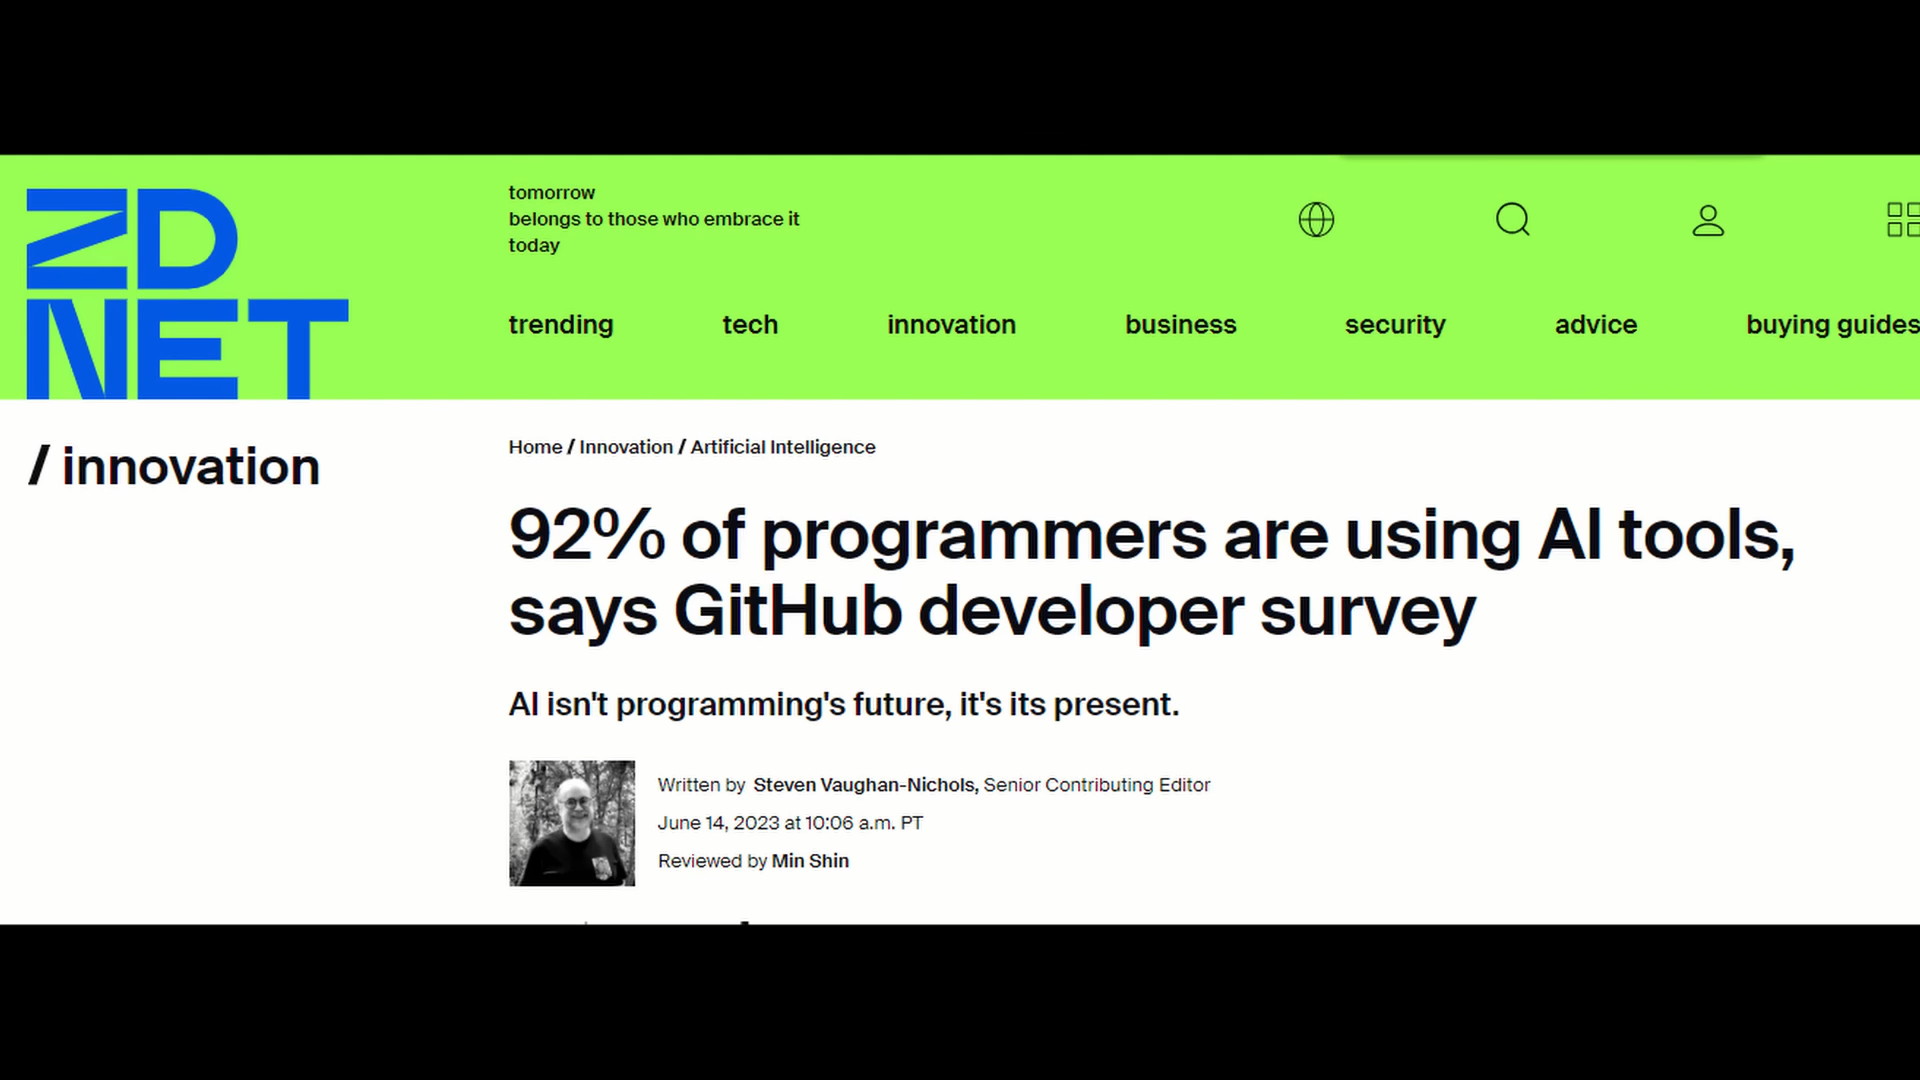 ZD
NET
tomorrow
belongs to those who embrace it
today
trending tech innovation business security advice buying guides
/ innovation
Home / Innovation / Artificial Intelligence
92% of programmers are using AI tools,
says GitHub developer survey
AI isn't programming's future, it's its present.
Written by Steven Vaughan-Nichols, Senior Contributing Editor
June 14, 2023 at 10:06 a.m. PT
Reviewed by Min Shin